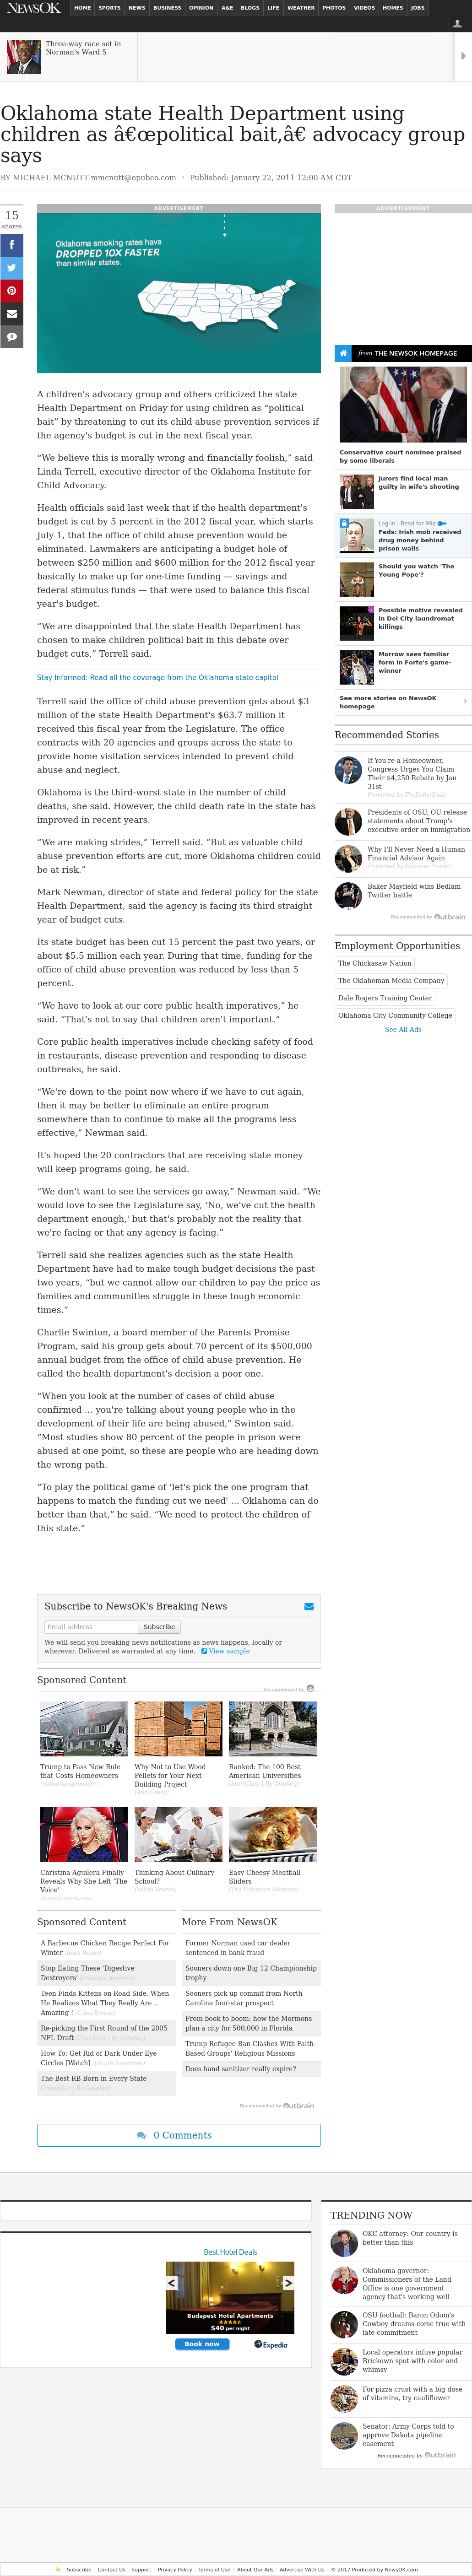 NEWSOK
HOME SPORTS NEWS BUSINESS OPINION A&E BLOGS LIFE WEATHER PHOTOS VIDEOS HOMES JOBS
Three-way race set in
Norman's Ward 5
Oklahoma state Health Department using
children as â€œpolitical bait,â€ advocacy group
says
BY MICHAEL MCNUTT mmcnutt@opubco.com • Published: January 22, 2011 12:00 AM CDT
15
shares
ADVERTISEMENT
Oklahoma smoking rates have
DROPPED 10X FASTER
than similar states.
A children's advocacy group and others criticized the state
Health Department on Friday for using children as “political
bait” by threatening to cut its child abuse prevention services if
the agency's budget is cut in the next fiscal year.
“We believe this is morally wrong and financially foolish,” said
Linda Terrell, executive director of the Oklahoma Institute for
Child Advocacy.
Health officials said last week that if the health department's
budget is cut by 5 percent in the 2012 fiscal year, which starts
July 1, that the office of child abuse prevention would be
eliminated. Lawmakers are anticipating a budget hole of
between $250 million and $600 million for the 2012 fiscal year
basically to make up for one-time funding — savings and
federal stimulus funds — that were used to balance this fiscal
year's budget.
“We are disappointed that the state Health Department has
chosen to make children political bait in this debate over
budget cuts,” Terrell said.
Stay Informed: Read all the coverage from the Oklahoma state capitol
Terrell said the office of child abuse prevention gets about $3
million of the state Health Department's $63.7 million it
received this fiscal year from the Legislature. The office
contracts with 20 agencies and groups across the state to
provide home visitation services intended to prevent child
abuse and neglect.
Oklahoma is the third-worst state in the number of child
deaths, she said. However, the child death rate in the state has
improved in recent years.
“We are making strides,” Terrell said. “But as valuable child
abuse prevention efforts are cut, more Oklahoma children could
be at risk.”
Mark Newman, director of state and federal policy for the state
Health Department, said the agency is facing its third straight
year of budget cuts.
Its state budget has been cut 15 percent the past two years, or
about $5.5 million each year. During that time, funding for the
office of child abuse prevention was reduced by less than 5
percent.
“We have to look at our core public health imperatives,” he
said. “That's not to say that children aren't important.”
Core public health imperatives include checking safety of food
in restaurants, disease prevention and responding to disease
outbreaks, he said.
“We're down to the point now where if we have to cut again,
then it may be better to eliminate an entire program
somewhere than to continue to make all the programs less
effective,” Newman said.
It's hoped the 20 contractors that are receiving state money
will keep programs going, he said.
“We don't want to see the services go away,” Newman said. “We
would love to see the Legislature say, ‘No, we've cut the health
department enough,' but that's probably not the reality that
we're facing or that any agency is facing.”
Terrell said she realizes agencies such as the state Health
Department have had to make tough budget decisions the past
two years, “but we cannot allow our children to pay the price as
families and communities struggle in these tough economic
times.”
Charlie Swinton, a board member of the Parents Promise
Program, said his group gets about 70 percent of its $500,000
annual budget from the office of child abuse prevention. He
called the health department's decision a poor one.
“When you look at the number of cases of child abuse
confirmed ... you're talking about young people who in the
development of their life are being abused,” Swinton said.
“Most studies show 80 percent of the people in prison were
abused at one point, so these are people who are heading down
the wrong path.
“To play the political game of ‘let's pick the one program that
happens to match the funding cut we need' ... Oklahoma can do
better than that,” he said. “We need to protect the children of
this state.”
Subscribe to NewsOK's Breaking News
Email address Subscribe
We will send you breaking news notifications as news happens, locally or
wherever. Delivered as warranted at any time. View sample
Sponsored Content
Recommended by
Trump to Pass New Rule
that Costs Homeowners
(mymortgageinsider)
Why Not to Use Wood
Pellets for Your Next
Building Project
Ranked: The 100 Best
American Universities
(StartClass | By Graphiq)
Christina Aguilera Finally
Reveals Why She Left ‘The
Voice’
Thinking About Culinary
School?
(Yahoo Search)
Easy Cheesy Meatball
Sliders
(The Suburban Soapbox)
Sponsored Content
A Barbecue Chicken Recipe Perfect For
Winter (Bush Beans)
Stop Eating These 'Digestive
Destroyers'
Teen Finds Kittens on Road Side, When
He Realizes What They Really Are ..
Amazing ! (CyberBreeze)
Re-picking the First Round of the 2005
NFL Draft (PointAfter | By Graphiq)
How To: Get Rid of Dark Under Eye
Circles [Watch] (Health Headlines)
The Best RB Born in Every State
(PointAfter | By Graphiq)
More From NewsOK
Former Norman used car dealer
sentenced in bank fraud
Sooners down one Big 12 Championship
trophy
Sooners pick up commit from North
Carolina four-star prospect
From book to boom: how the Mormons
plan a city for 500,000 in Florida
Trump Refugee Ban Clashes With Faith-
Based Groups' Religious Missions
Does hand sanitizer really expire?
Recommended by Outbrain
0 Comments
ADVERTISEMENT
from THE NEWSOK HOMEPAGE
Conservative court nominee praised
by some liberals
Jurors find local man
guilty in wife's shooting
Log-in | Read for 99¢
Feds: Irish mob received
drug money behind
prison walls
Should you watch 'The
Young Pope'?
Possible motive revealed
in Del City laundromat
killings
Morrow sees familiar
form in Forte's game-
winner
See more stories on NewsOK
homepage
Recommended Stories
If You're a Homeowner,
Congress Urges You Claim
Their $4,250 Rebate by Jan
31st
Promoted by TheDollarDaily
Presidents of OSU, OU release
statements about Trump's
executive order on immigration
Why I'll Never Need a Human
Financial Advisor Again
Promoted by Business Insider
Baker Mayfield wins Bedlam
Twitter battle
Recommended by Outbrain
Employment Opportunities
The Chickasaw Nation
The Oklahoman Media Company
Dale Rogers Training Center
Oklahoma City Community College
See All Ads
Best Hotel Deals
Budapest Hotel Apartments
$40 per night
Book now
Expedia
TRENDING NOW
OKC attorney: Our country is
better than this
Oklahoma governor:
Commissioners of the Land
Office is one government
agency that's working well
OSU football: Baron Odom's
Cowboy dreams come true with
late commitment
Local operators infuse popular
Brickown spot with color and
whimsy
For pizza crust with a big dose
of vitamins, try cauliflower
Senator: Army Corps told to
approve Dakota pipeline
easement
Recommended by Outbrain
Subscribe | Contact Us | Support | Privacy Policy | Terms of Use | About Our Ads | Advertise With Us | © 2017 Produced by NewsOK.com